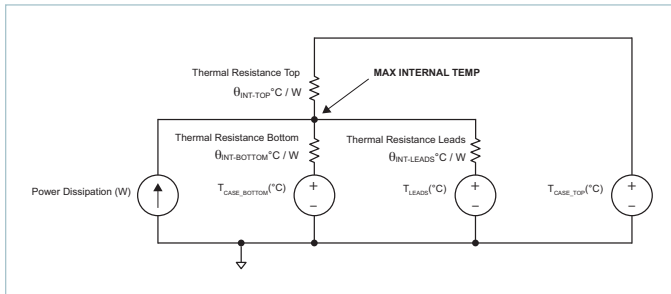 Thermal Resistance Top
θINT-TOP°C / W
MAX INTERNAL TEMP
Thermal Resistance Bottom
θINT-BOTTOM°C / W
Thermal Resistance Leads
θINT-LEADS°C / W
Power Dissipation (W)
TCASE_BOTTOM(°C)
+
−
TLEADS(°C)
+
−
TCASE_TOP(°C)
+
−